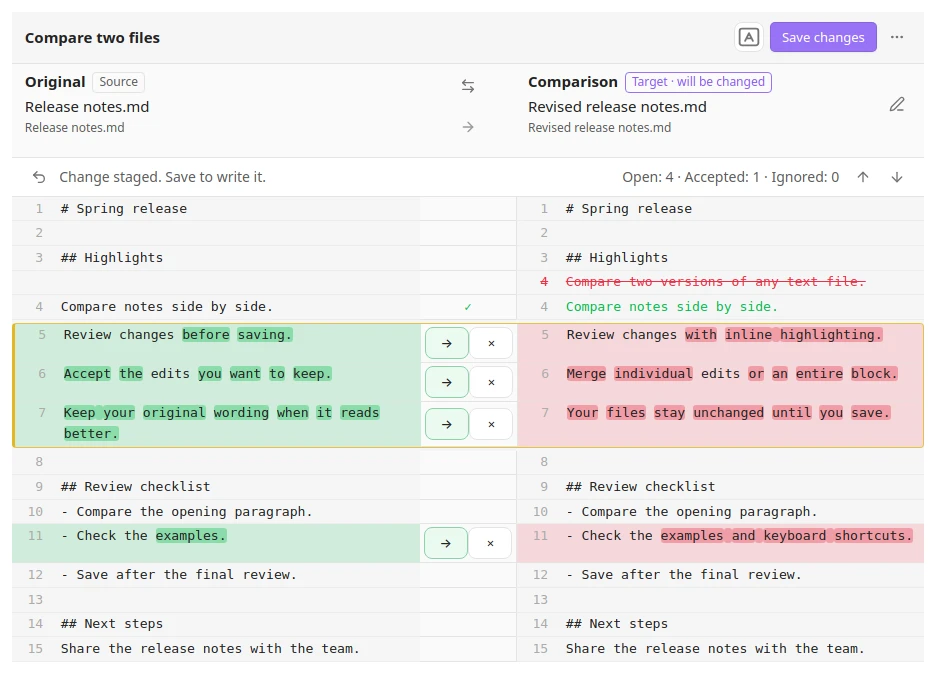 Compare two files
A
Save changes
Original
Source
Release notes.md
Release notes.md
Comparison
Target · will be changed
Revised release notes.md
Revised release notes.md
Change staged. Save to write it.
Open: 4 · Accepted: 1 · Ignored: 0
1 # Spring release
1 # Spring release
2
2
3 ## Highlights
3 ## Highlights
4 Compare two versions of any text file.
4 Compare notes side by side. ✓
4 Compare notes side by side.
5 Review changes before saving. → ×
5 Review changes with inline highlighting.
6 Accept the edits you want to keep. → ×
6 Merge individual edits or an entire block.
7 Keep your original wording when it reads
better. → ×
7 Your files stay unchanged until you save.
8
8
9 ## Review checklist
9 ## Review checklist
10 - Compare the opening paragraph.
10 - Compare the opening paragraph.
11 - Check the examples. → ×
11 - Check the examples and keyboard shortcuts.
12 - Save after the final review.
12 - Save after the final review.
13
13
14 ## Next steps
14 ## Next steps
15 Share the release notes with the team.
15 Share the release notes with the team.